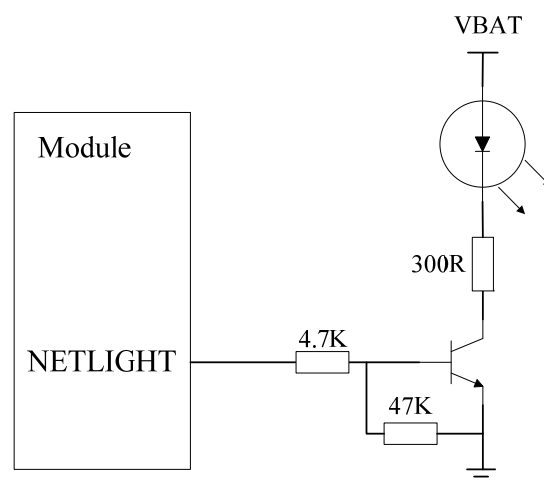 VBAT
Module
300R
4.7K
NETLIGHT
47K